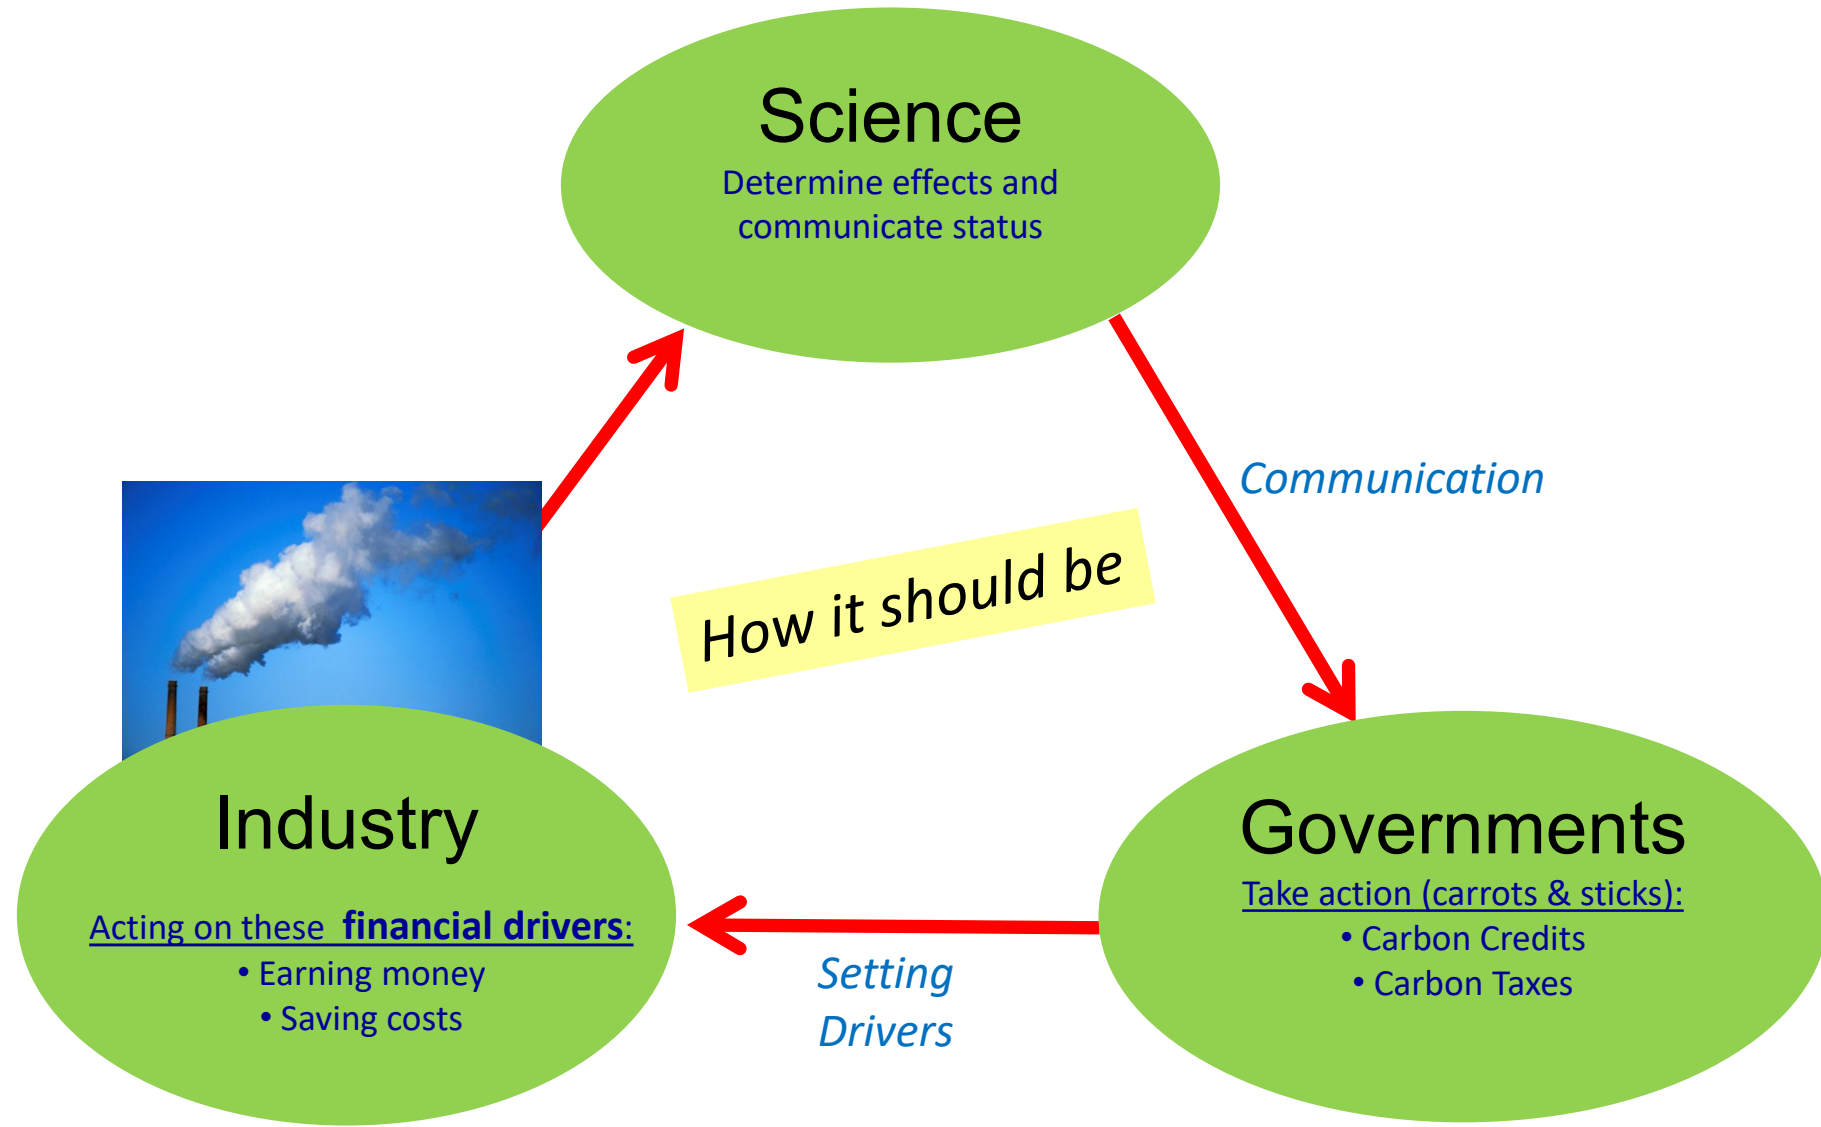 Science
Determine effects and
communicate status
Communication
How it should be
Industry
Acting on these financial drivers:
• Earning money
• Saving costs
Setting
Drivers
Governments
Take action (carrots & sticks):
• Carbon Credits
• Carbon Taxes